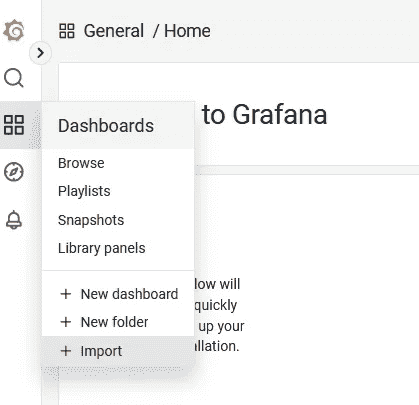 General / Home
to Grafana
Dashboards
Browse
Playlists
Snapshots
Library panels
+ New dashboard
+ New folder
+ Import
low will
quickly
up your
allation.